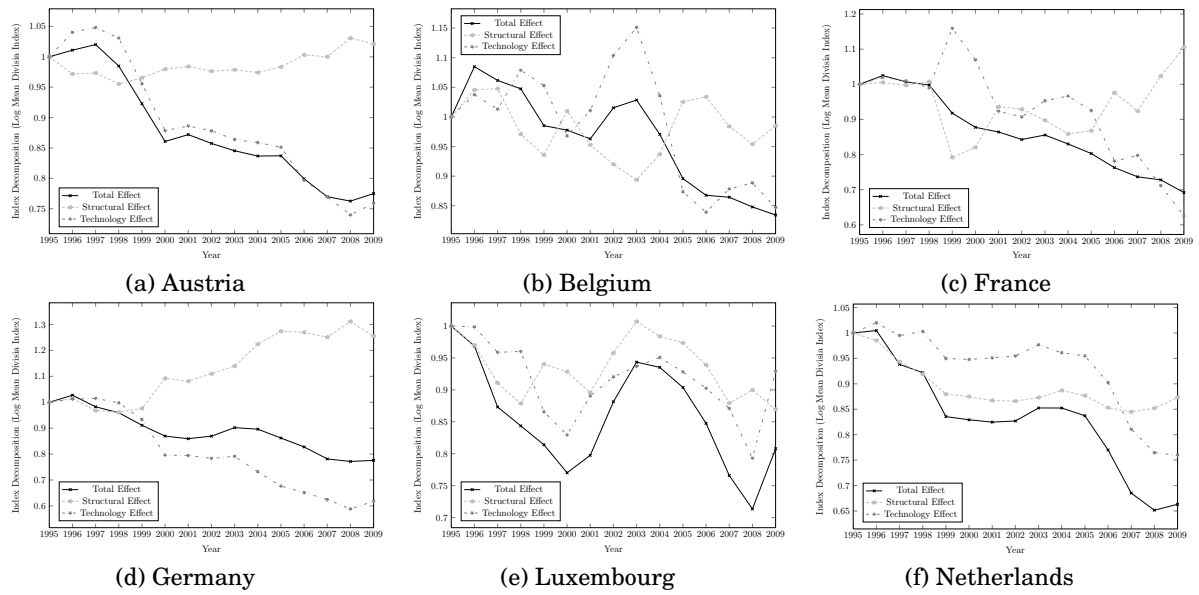 Index Decomposition (Log Mean Divisia Index)
1.05
1
0.95
0.9
0.85
0.8
0.75
Total Effect
Structural Effect
Technology Effect
1995 1996 1997 1998 1999 2000 2001 2002 2003 2004 2005 2006 2007 2008 2009
Year
(a) Austria
Index Decomposition (Log Mean Divisia Index)
1.15
1.1
1.05
1
0.95
0.9
0.85
Total Effect
Structural Effect
Technology Effect
1995 1996 1997 1998 1999 2000 2001 2002 2003 2004 2005 2006 2007 2008 2009
Year
(b) Belgium
Index Decomposition (Log Mean Divisia Index)
1.2
1.1
1
0.9
0.8
0.7
0.6
Total Effect
Structural Effect
Technology Effect
1995 1996 1997 1998 1999 2000 2001 2002 2003 2004 2005 2006 2007 2008 2009
Year
(c) France
Index Decomposition (Log Mean Divisia Index)
1.3
1.2
1.1
1
0.9
0.8
0.7
0.6
Total Effect
Structural Effect
Technology Effect
1995 1996 1997 1998 1999 2000 2001 2002 2003 2004 2005 2006 2007 2008 2009
Year
(d) Germany
Index Decomposition (Log Mean Divisia Index)
1
0.95
0.9
0.85
0.8
0.75
0.7
Total Effect
Structural Effect
Technology Effect
1995 1996 1997 1998 1999 2000 2001 2002 2003 2004 2005 2006 2007 2008 2009
Year
(e) Luxembourg
Index Decomposition (Log Mean Divisia Index)
1.05
1
0.95
0.9
0.85
0.8
0.75
0.7
0.65
Total Effect
Structural Effect
Technology Effect
1995 1996 1997 1998 1999 2000 2001 2002 2003 2004 2005 2006 2007 2008 2009
Year
(f) Netherlands